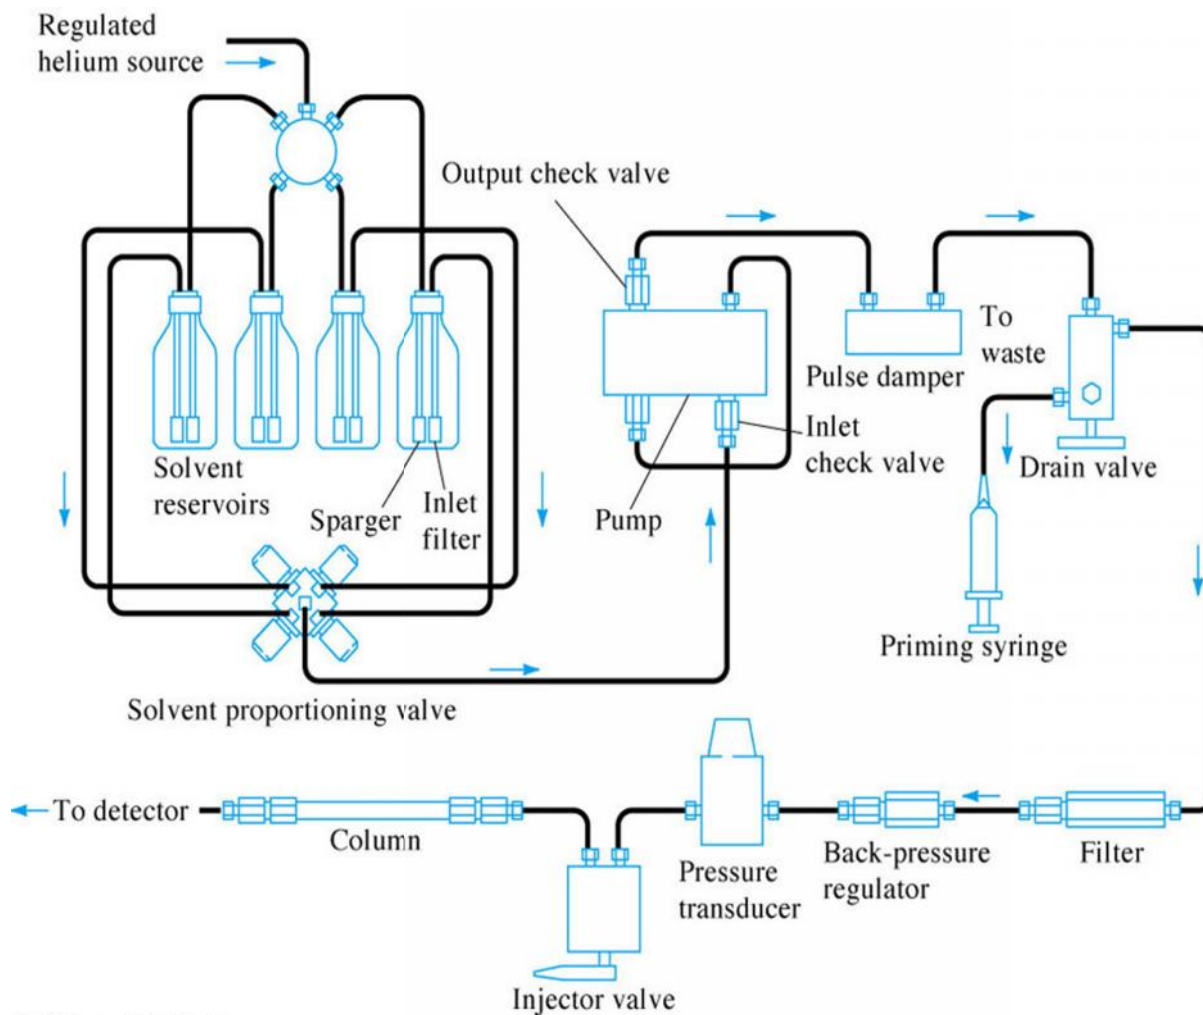 Regulated
helium source
Output check valve
To
waste
Pulse damper
Inlet
check valve
Drain valve
Solvent
reservoirs
Sparger
Inlet
filter
Pump
Priming syringe
Solvent proportioning valve
To detector
Column
Pressure
transducer
Back-pressure
regulator
Filter
Injector valve